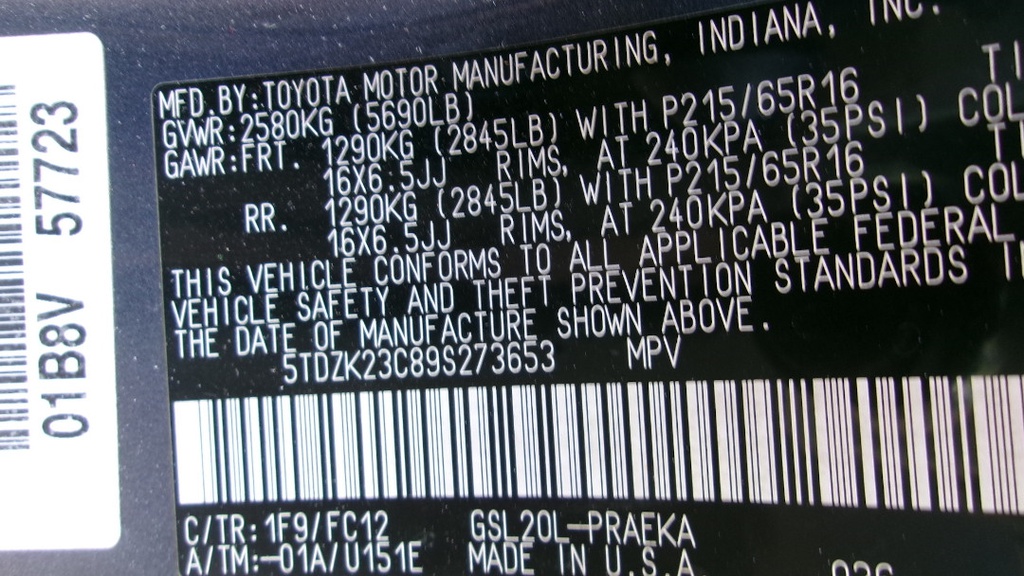 MFD. BY: TOYOTA MOTOR MANUFACTURING, INDIANA, INC.
GVWR: 2580KG (5690LB)
GAWR: FRT. 1290KG (2845LB) WITH P215/65R16
16X6.5JJ RIMS, AT 240KPA (35PSI) COL
RR. 1290KG (2845LB) WITH P215/65R16
16X6.5JJ RIMS, AT 240KPA (35PSI) COL
THIS VEHICLE CONFORMS TO ALL APPLICABLE FEDERAL
VEHICLE SAFETY AND THEFT PREVENTION STANDARDS
THE DATE OF MANUFACTURE SHOWN ABOVE.
5TDZK23C89S273653 MPV
C/TR: 1F9/FC12 GSL20L-PRAEKA
A/TM: -01A/U151E MADE IN U.S.A.
01B8V 57723